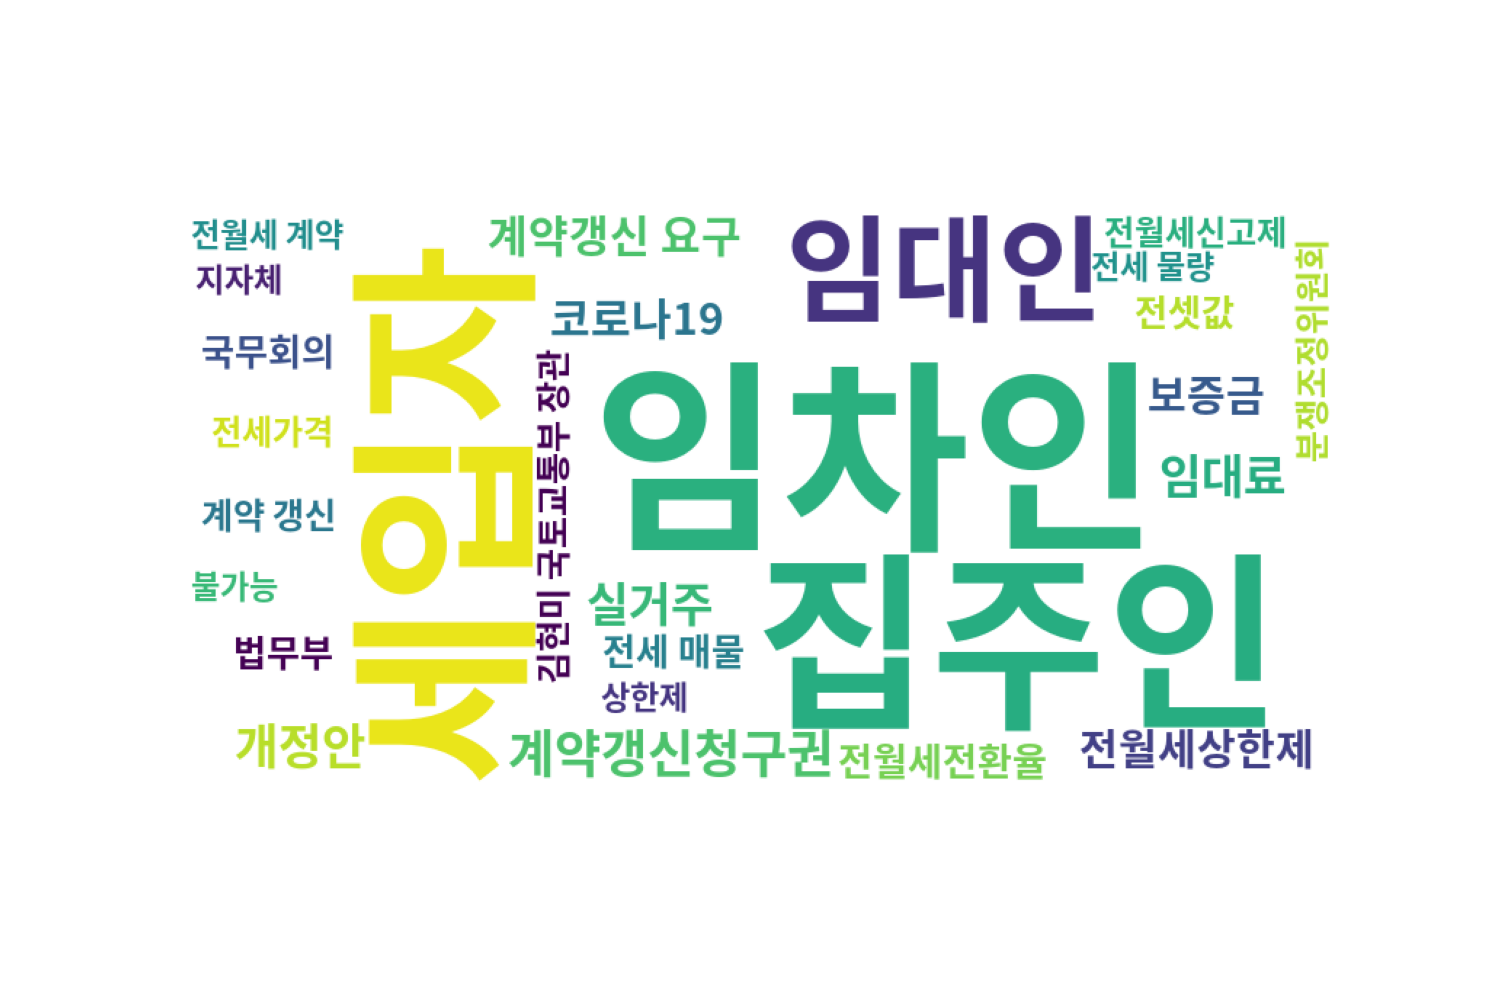 전월세 계약
계약갱신 요구
임대인
전월세신고제
지자체
전세 물량
코로나19
전셋값
분쟁조정위원회
국무회의
세입자
김현미 국토교통부 장관
임차인
보증금
전세가격
임대료
계약 갱신
불가능
실거주
집주인
법무부
전세 매물
상한제
개정안
계약갱신청구권
전월세전환율
전월세상한제